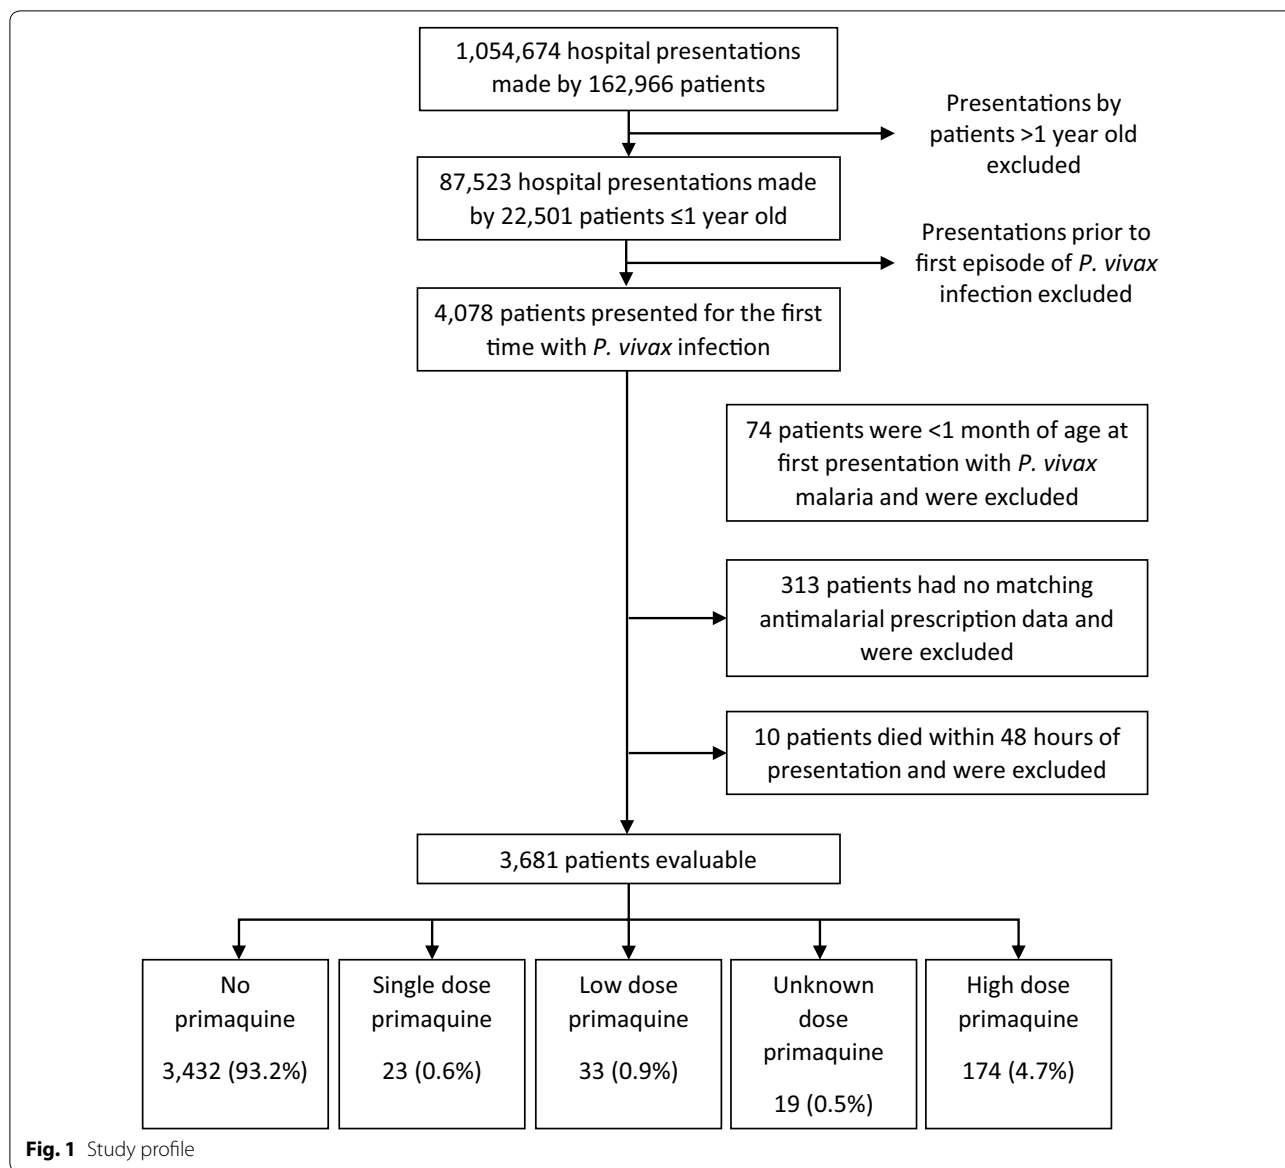 1,054,674 hospital presentations
made by 162,966 patients
Presentations by
patients >1 year old
excluded
87,523 hospital presentations made
by 22,501 patients ≤1 year old
Presentations prior to
first episode of P. vivax
infection excluded
4,078 patients presented for the first
time with P. vivax infection
74 patients were <1 month of age at
first presentation with P. vivax
malaria and were excluded
313 patients had no matching
antimalarial prescription data and
were excluded
10 patients died within 48 hours of
presentation and were excluded
3,681 patients evaluable
No
primaquine
3,432 (93.2%)
Single dose
primaquine
23 (0.6%)
Low dose
primaquine
33 (0.9%)
Unknown
dose
primaquine
19 (0.5%)
High dose
primaquine
174 (4.7%)
Fig. 1 Study profile